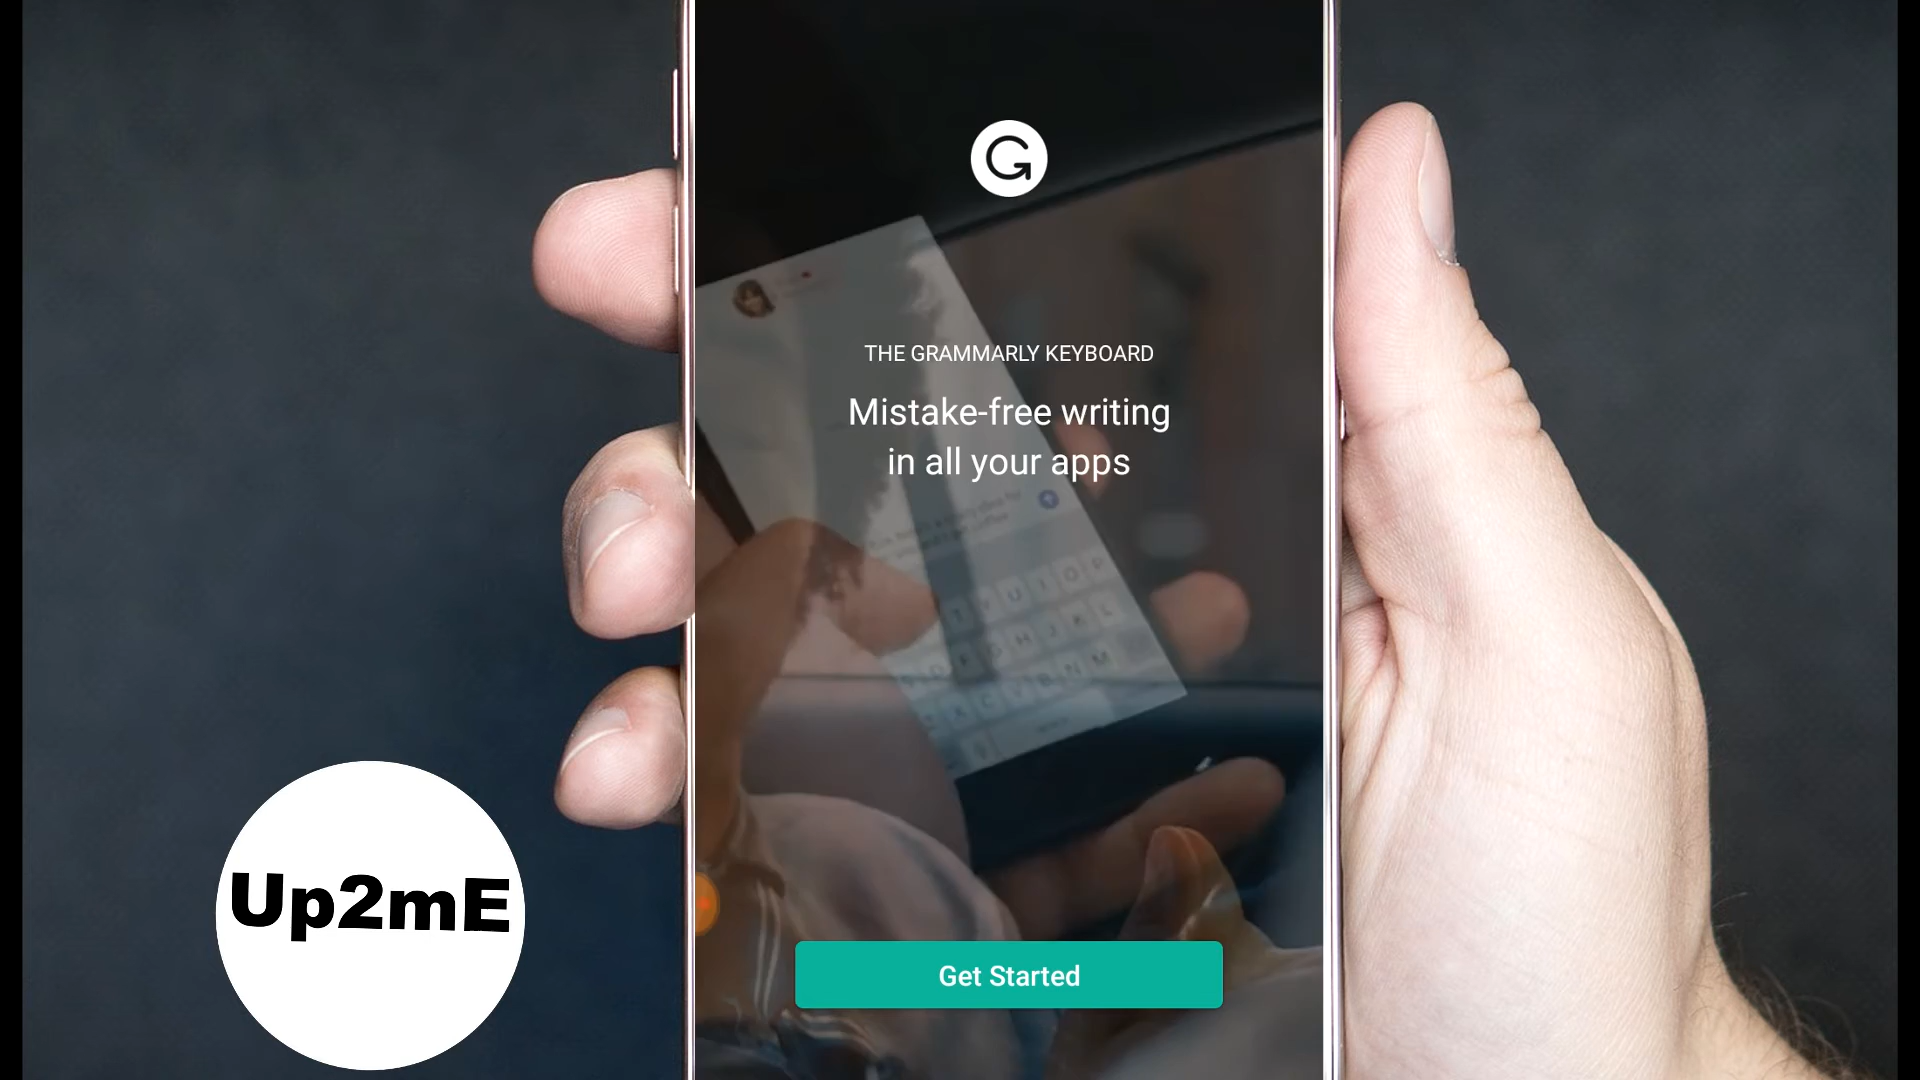 G
THE GRAMMARLY KEYBOARD
Mistake-free writing
in all your apps
T Y U I O P
G H J K L
X C V B N M
Get Started
Up2mE